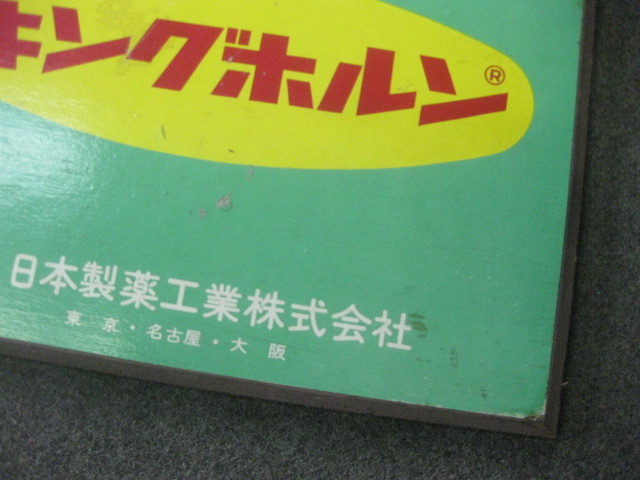 キングホルン®
日本製薬工業株式会社
東京・名古屋・大阪